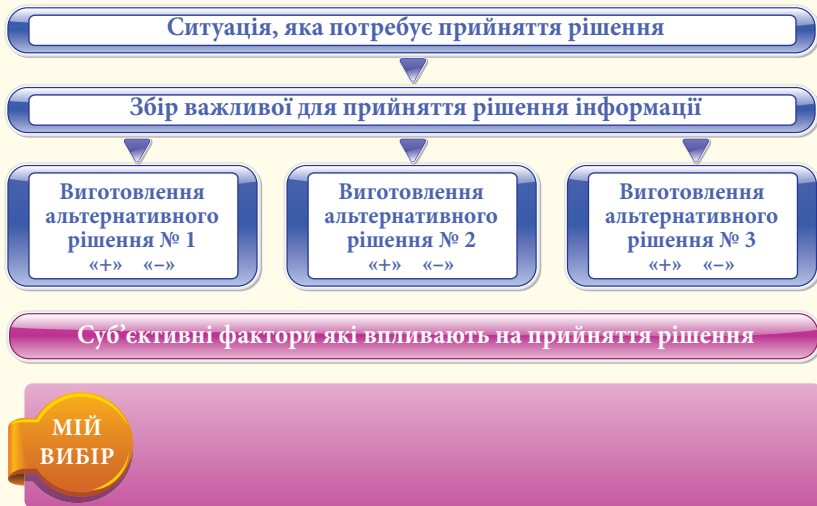 Ситуація, яка потребує прийняття рішення
Збір важливої для прийняття рішення інформації
Виготовлення
альтернативного
рішення № 1
«+» «–»
Виготовлення
альтернативного
рішення № 2
«+» «–»
Виготовлення
альтернативного
рішення № 3
«+» «–»
Суб’єктивні фактори які впливають на прийняття рішення
МІЙ
ВИБІР